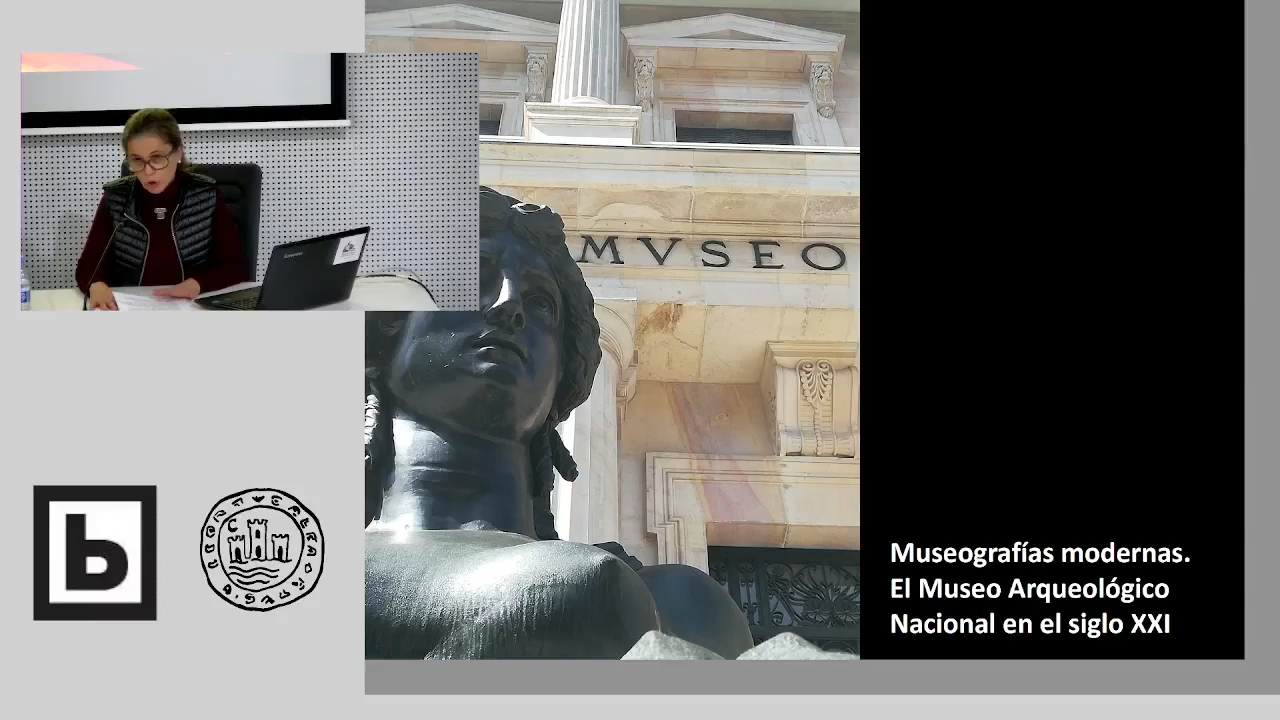 MVSEO
Museografías modernas.
El Museo Arqueológico
Nacional en el siglo XXI
b